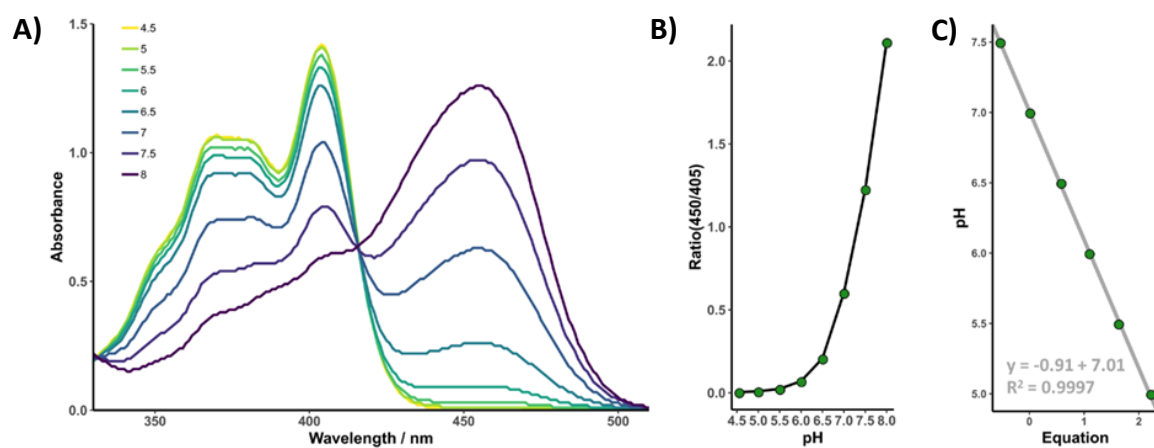 A)
1.5
1.0
0.5
0.0
Absorbance
4.5
5
5.5
6
6.5
7
7.5
8
350
400
450
500
Wavelength / nm
B)
Ratio(450/405)
2.0
1.5
1.0
0.5
0.0
4.5 5.0 5.5 6.0 6.5 7.0 7.5 8.0
pH
C)
pH
7.5
7.0
6.5
6.0
5.5
5.0
y = -0.91 + 7.01
R² = 0.9997
0
1
2
Equation